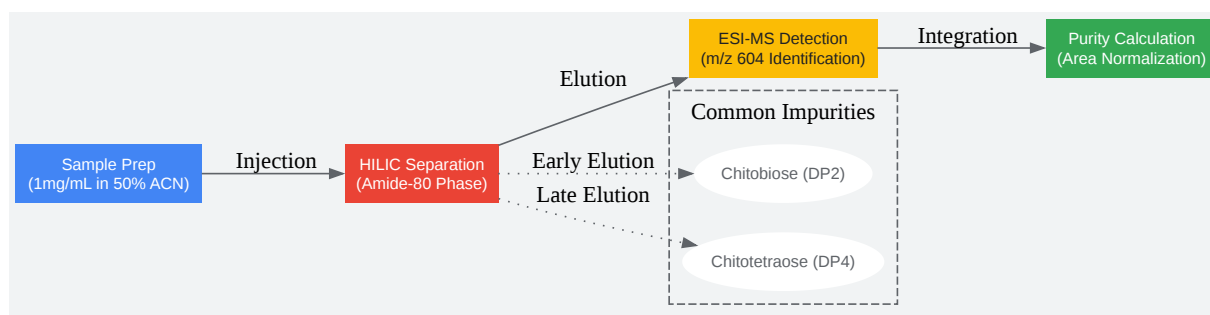 Sample Prep
(1mg/mL in 50% ACN)
Injection
HILIC Separation
(Amide-80 Phase)
Elution
Early Elution
Late Elution
ESI-MS Detection
(m/z 604 Identification)
Integration
Purity Calculation
(Area Normalization)
Common Impurities
Chitobiose (DP2)
Chitotetraose (DP4)